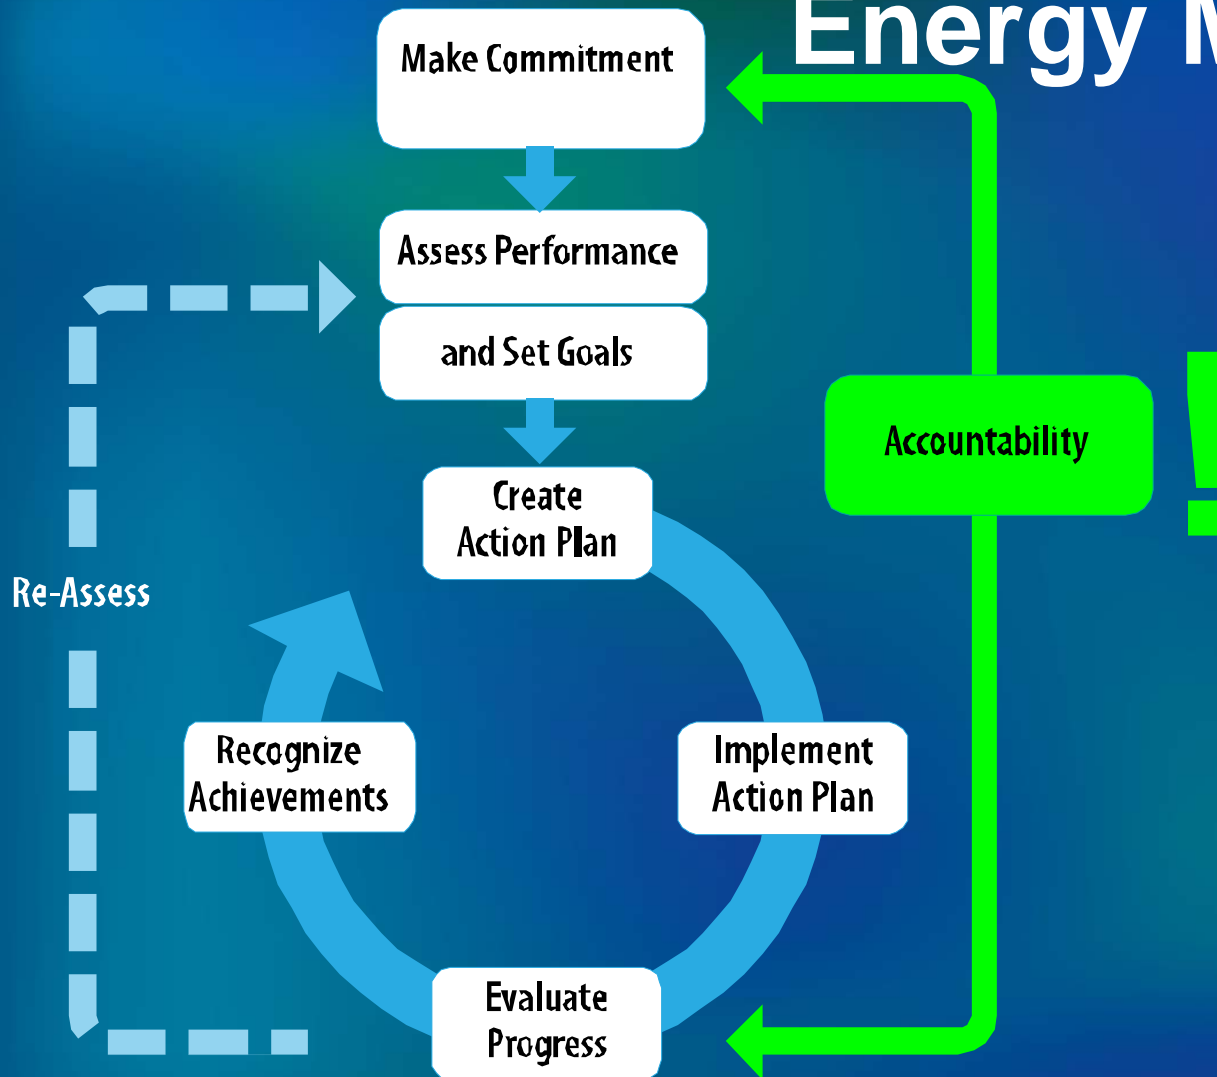 Energy M
Make Commitment
Assess Performance
and Set Goals
Accountability
!
Create
Action Plan
Re-Assess
Recognize
Achievements
Implement
Action Plan
Evaluate
Progress